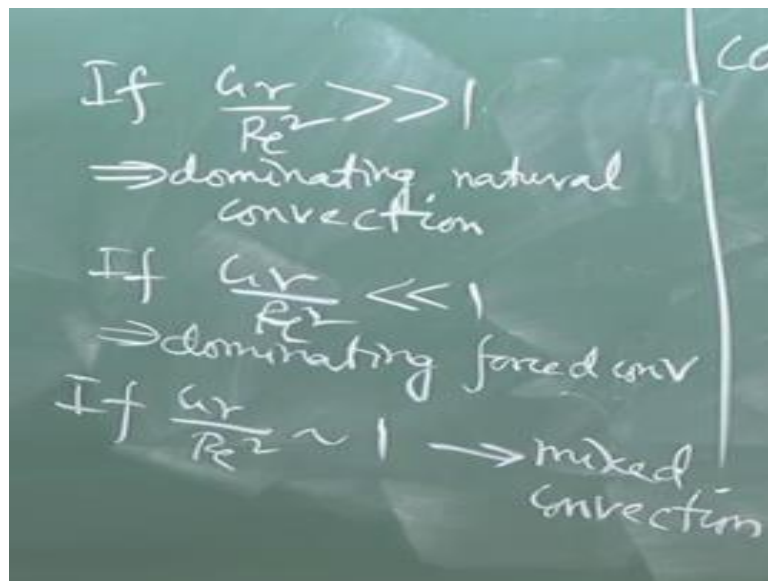 If Gr/Re² >> 1
⇒ dominating natural
convection
If Gr/Re² << 1
⇒ dominating forced conv
If Gr/Re² ~ 1 → mixed
convection
co